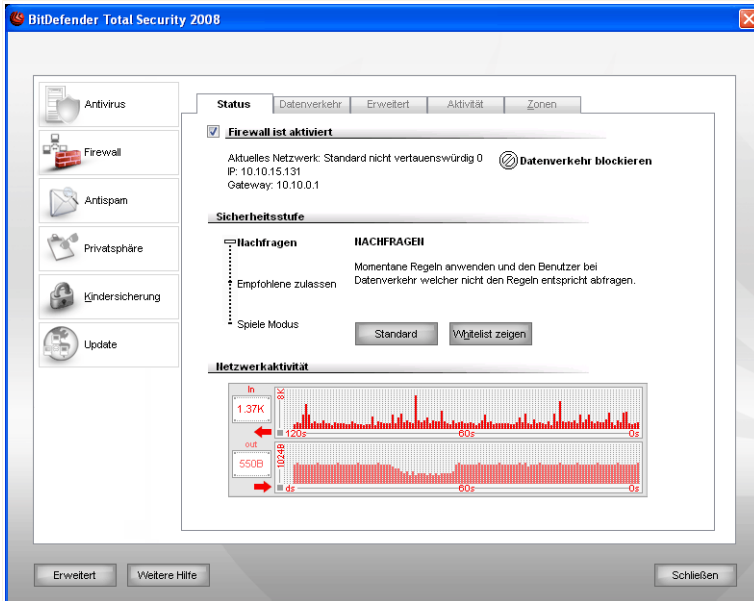 BitDefender Total Security 2008
Antivirus
Firewall
Antispam
Privatsphäre
Kindersicherung
Update
Status
Datenverkehr
Erweitert
Aktivität
Zonen
Firewall ist aktiviert
Aktuelles Netzwerk: Standard nicht vertauenswürdig 0
IP: 10.10.15.131
Gateway: 10.10.0.1
Datenverkehr blockieren
Sicherheitsstufe
Nachfragen
Empfohlene zulassen
Spiele Modus
NACHFRAGEN
Momentane Regeln anwenden und den Benutzer bei
Datenverkehr welcher nicht den Regeln entspricht abfragen.
Standard
Whitelist zeigen
Netzwerkaktivität
In
1.37K
8K
120s
60s
0s
out
550B
1024B
ds
60s
0s
Erweitert
Weitere Hilfe
Schließen